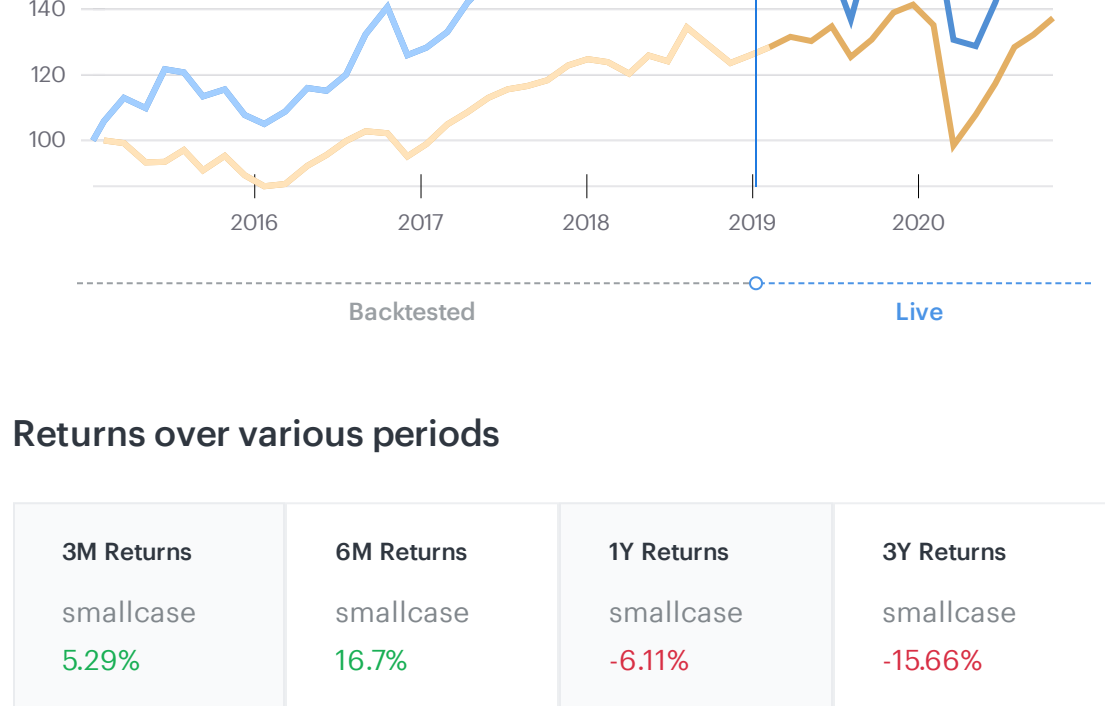 140
120
100
2016 2017 2018 2019 2020
Backtested Live
Returns over various periods
3M Returns 6M Returns 1Y Returns 3Y Returns
smallcase smallcase smallcase smallcase
5.29% 16.7% -6.11% -15.66%